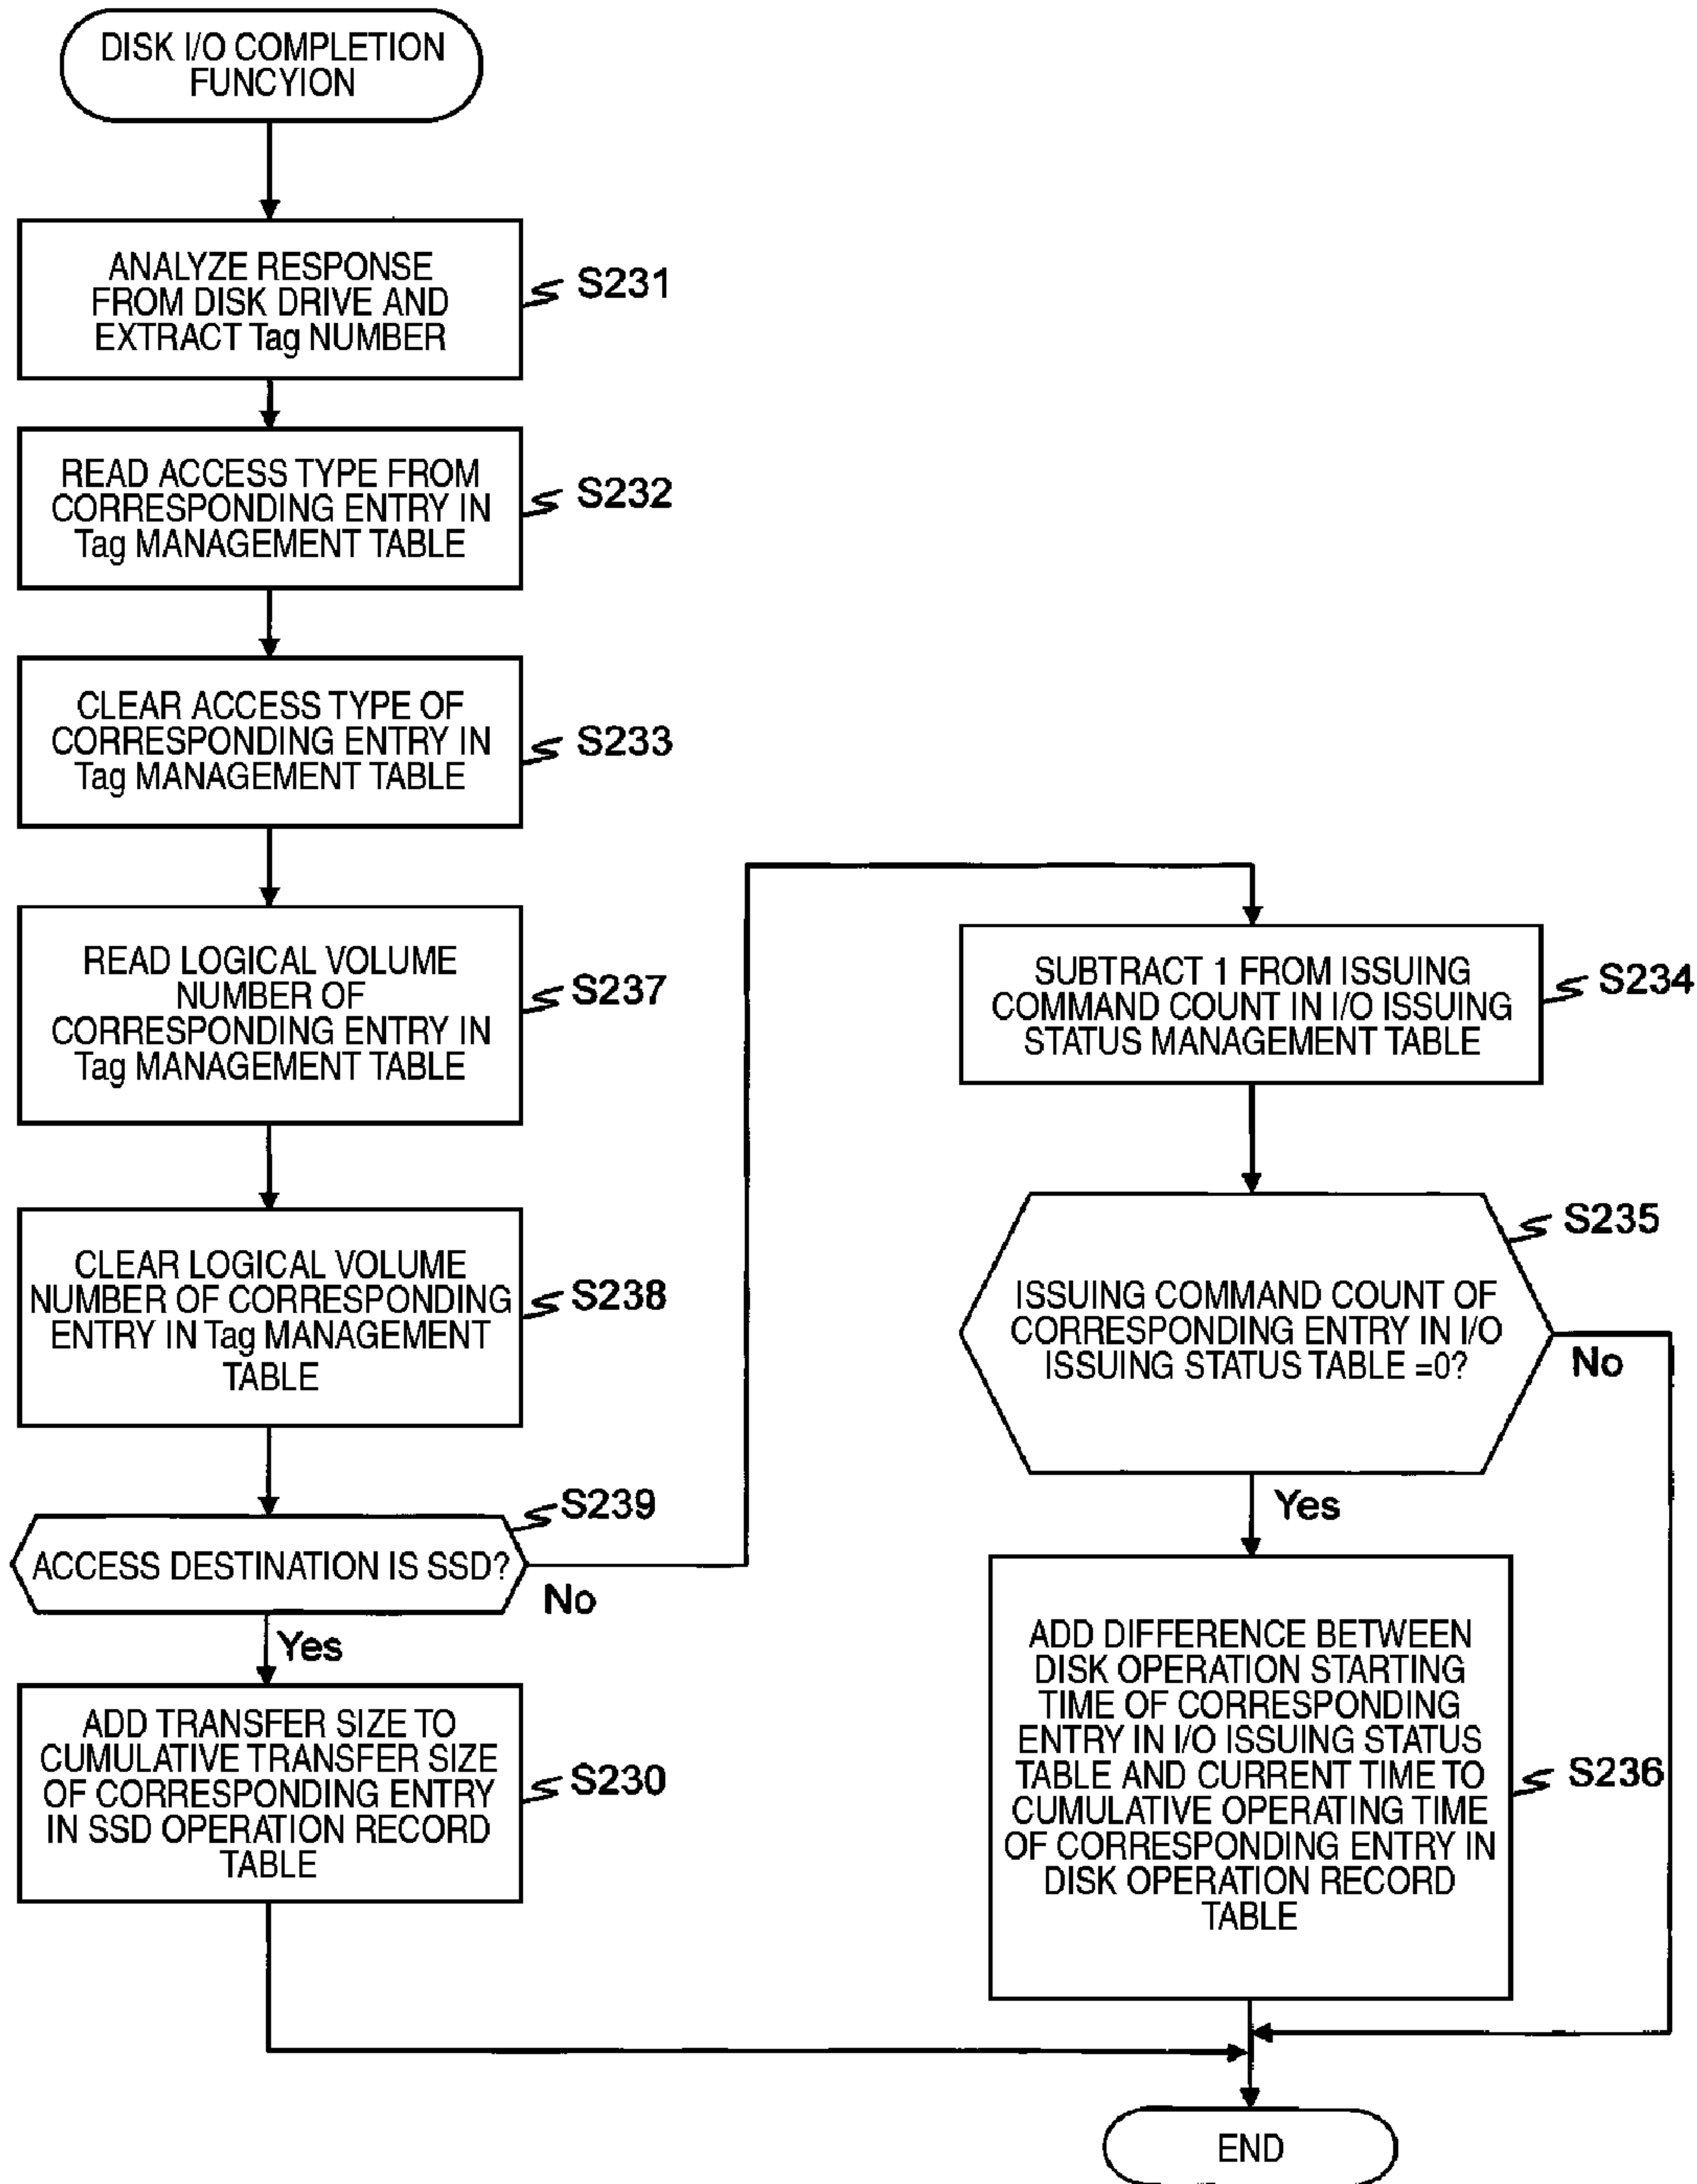 DISK I/O COMPLETION
FUNCYION
ANALYZE RESPONSE
FROM DISK DRIVE AND
EXTRACT Tag NUMBER
S231
READ ACCESS TYPE FROM
CORRESPONDING ENTRY IN
Tag MANAGEMENT TABLE
S232
CLEAR ACCESS TYPE OF
CORRESPONDING ENTRY IN
Tag MANAGEMENT TABLE
S233
READ LOGICAL VOLUME
NUMBER OF
CORRESPONDING ENTRY IN
Tag MANAGEMENT TABLE
S237
CLEAR LOGICAL VOLUME
NUMBER OF CORRESPONDING
ENTRY IN Tag MANAGEMENT
TABLE
S238
S239
ACCESS DESTINATION IS SSD?
No
Yes
ADD TRANSFER SIZE TO
CUMULATIVE TRANSFER SIZE
OF CORRESPONDING ENTRY
IN SSD OPERATION RECORD
TABLE
S230
SUBTRACT 1 FROM ISSUING
COMMAND COUNT IN I/O ISSUING
STATUS MANAGEMENT TABLE
S234
S235
ISSUING COMMAND COUNT OF
CORRESPONDING ENTRY IN I/O
ISSUING STATUS TABLE =0?
No
Yes
ADD DIFFERENCE BETWEEN
DISK OPERATION STARTING
TIME OF CORRESPONDING
ENTRY IN I/O ISSUING STATUS
TABLE AND CURRENT TIME TO
CUMULATIVE OPERATING TIME
OF CORRESPONDING ENTRY IN
DISK OPERATION RECORD
TABLE
S236
END